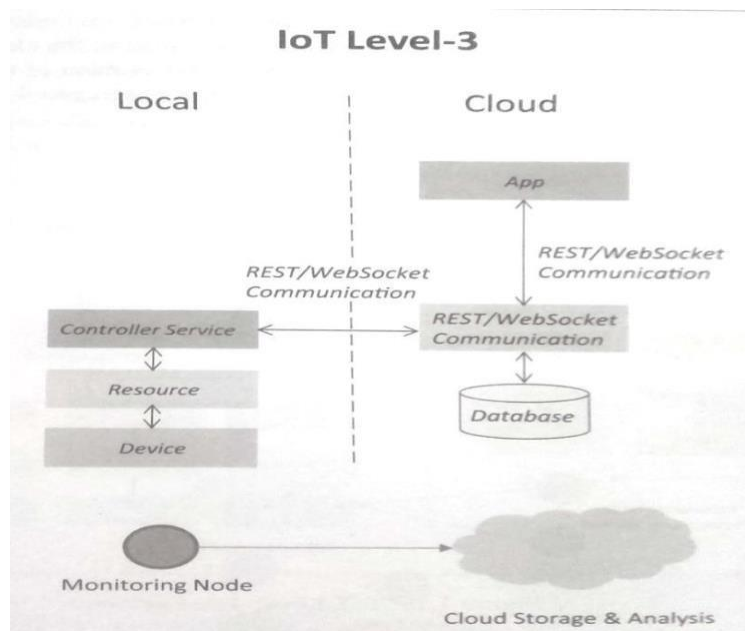 IoT Level-3
Local
Cloud
App
REST/WebSocket
Communication
REST/WebSocket
Communication
Controller Service
REST/WebSocket
Communication
Resource
Database
Device
Monitoring Node
Cloud Storage & Analysis